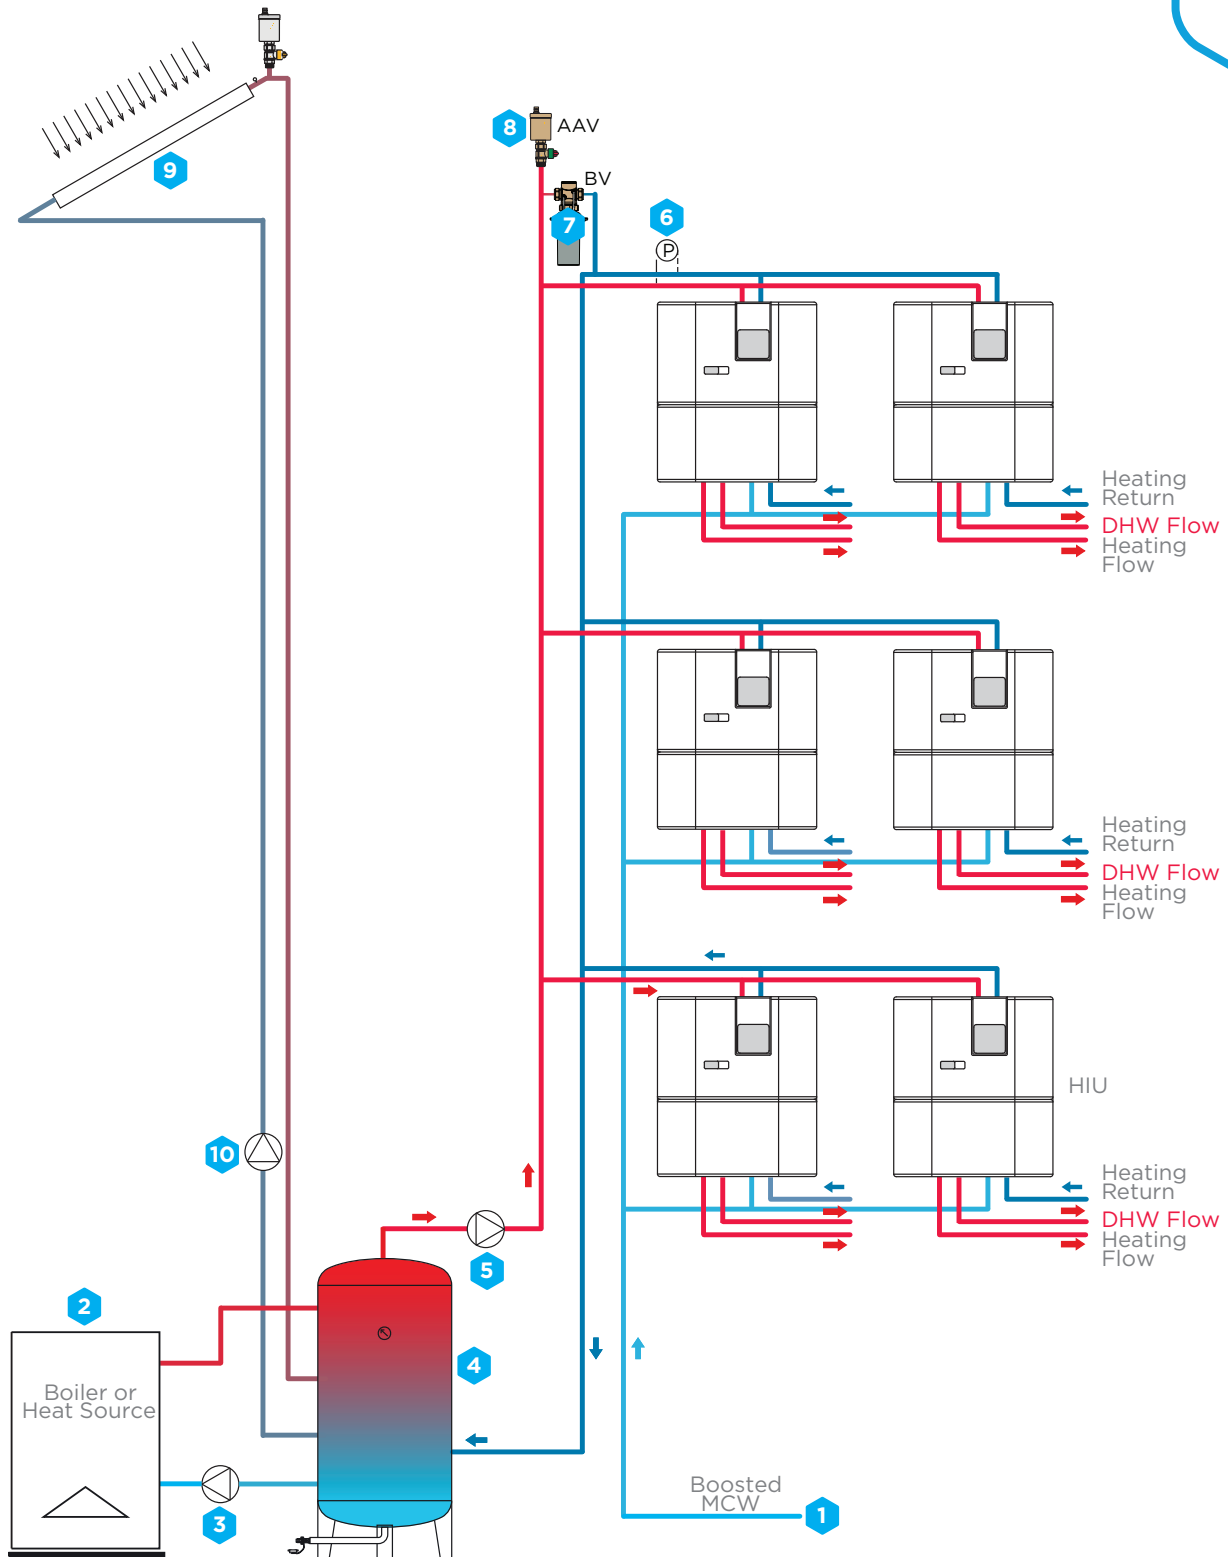 9
8
AAV
BV
7
6
P
Heating
Return
DHW Flow
Heating
Flow
Heating
Return
DHW Flow
Heating
Flow
HIU
10
Heating
Return
DHW Flow
Heating
Flow
5
2
4
Boiler or
Heat Source
3
Boosted
MCW
1